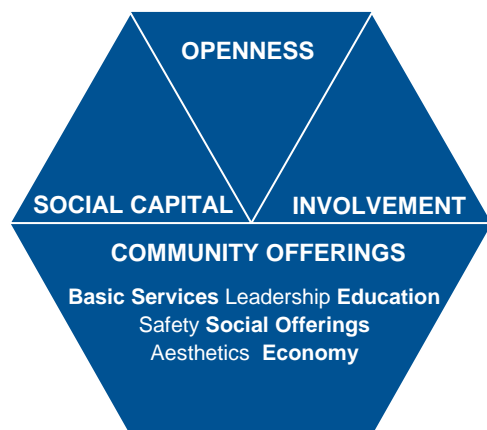 OPENNESS
SOCIAL CAPITAL
INVOLVEMENT
COMMUNITY OFFERINGS
Basic Services Leadership Education
Safety Social Offerings
Aesthetics Economy